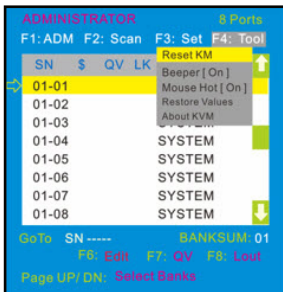 ADMINISTRATOR 8 Ports
F1: ADM F2: Scan F3: Set F4: Tool
SN $ QV LK
Reset KM
Beeper [ On ]
Mouse Hot [ On ]
Restore Values
About KVM
01-01
01-02
01-03 SYSTEM
01-04 SYSTEM
01-05 SYSTEM
01-06 SYSTEM
01-07 SYSTEM
01-08 SYSTEM
GoTo SN ----- BANKSUM: 01
F6: Edit F7: QV F8: Lout
Page UP/ DN: Select Banks